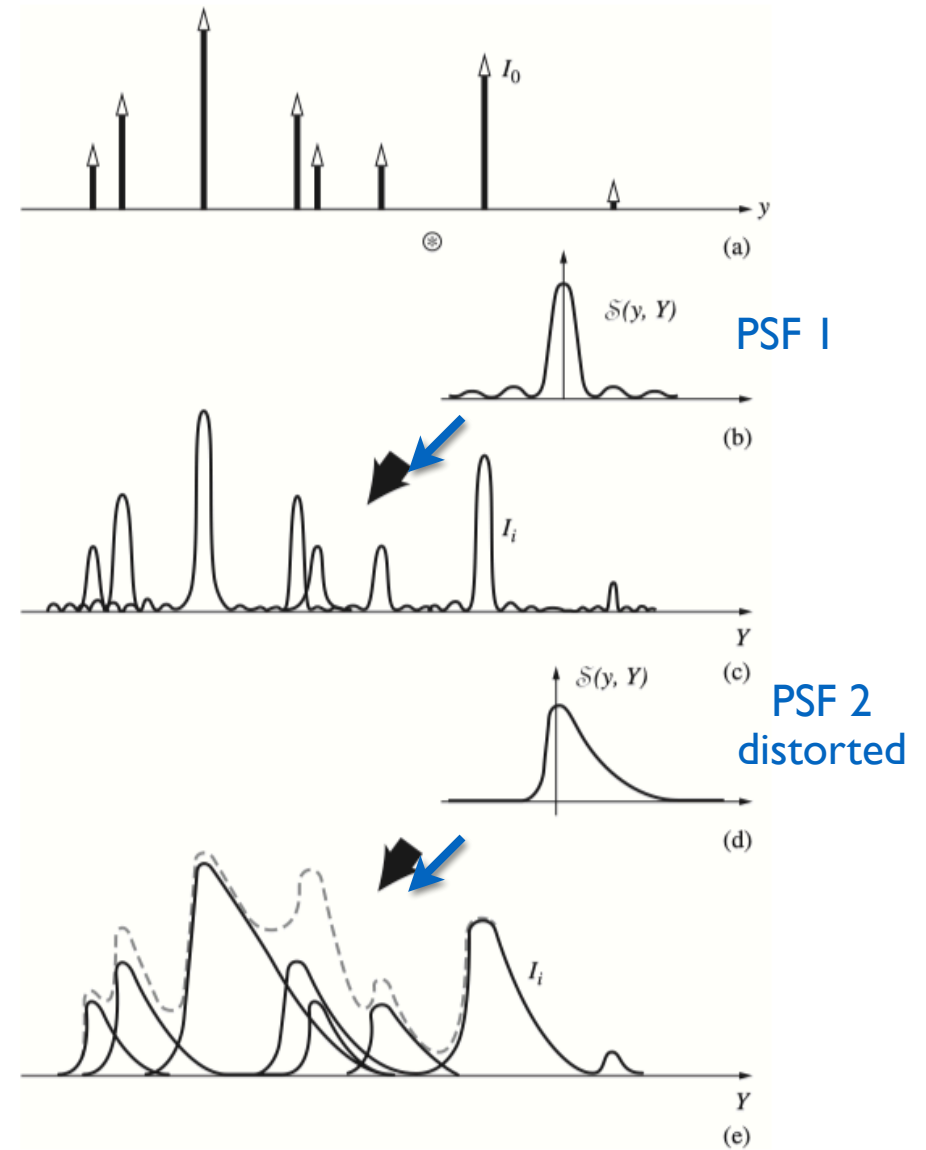 I₀
y
⊛
(a)
𝒮(y, Y)
PSF 1
(b)
Iᵢ
Y
(c)
𝒮(y, Y)
PSF 2
distorted
(d)
Iᵢ
Y
(e)